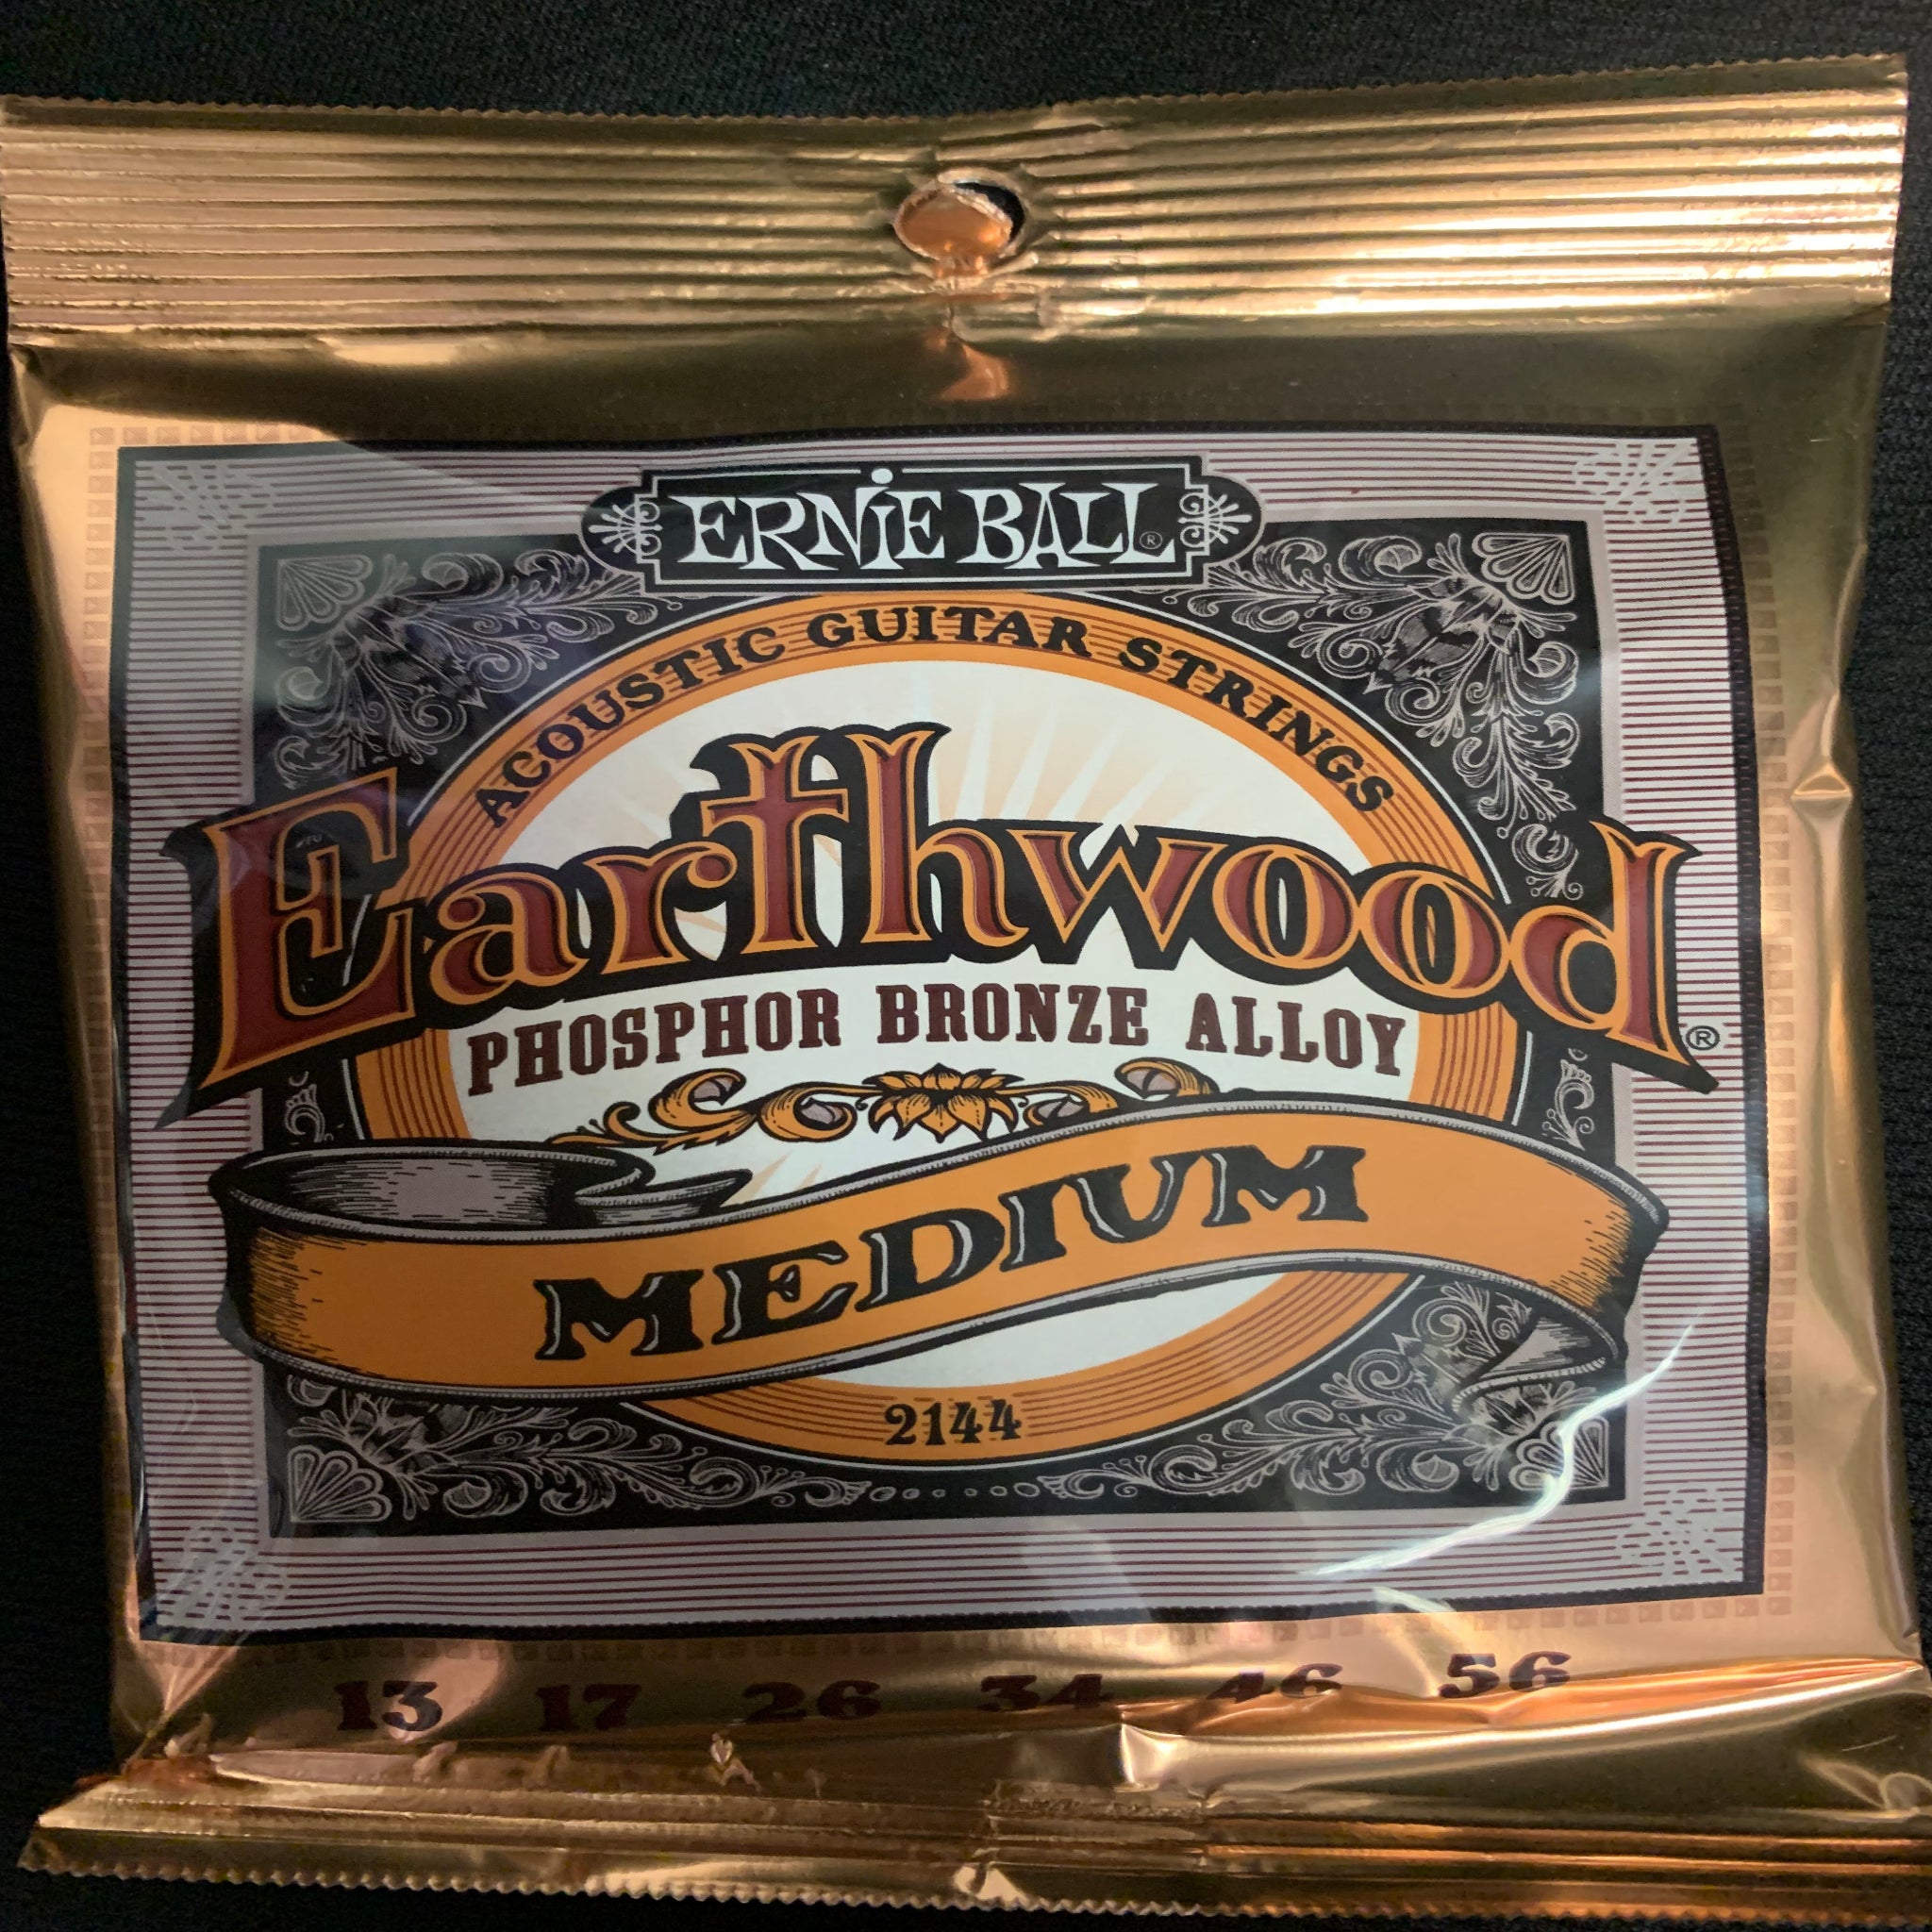 ERNiE BALL®
ACOUSTIC GUITAR STRINGS
Earthwood®
PHOSPHOR BRONZE ALLOY
MEDIUM
2144
13 17 26 34 46 56